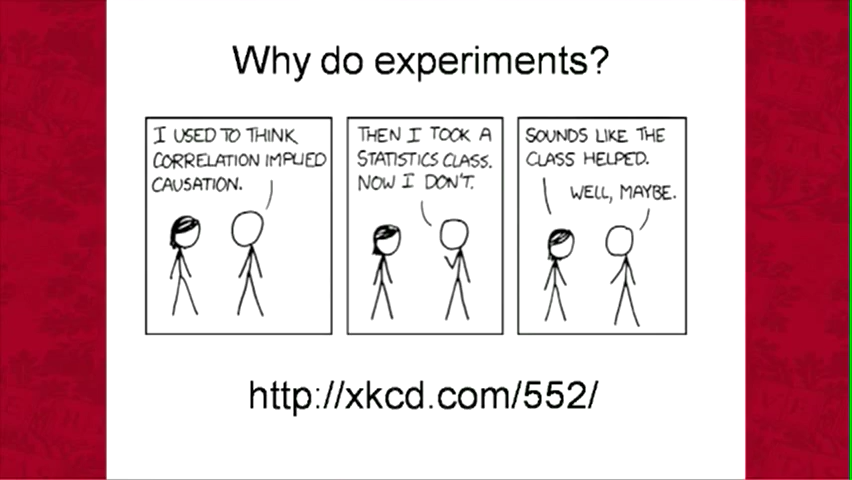 Why do experiments?
I USED TO THINK
CORRELATION IMPLIED
CAUSATION.
THEN I TOOK A
STATISTICS CLASS.
NOW I DON'T.
SOUNDS LIKE THE
CLASS HELPED.
WELL, MAYBE.
http://xkcd.com/552/